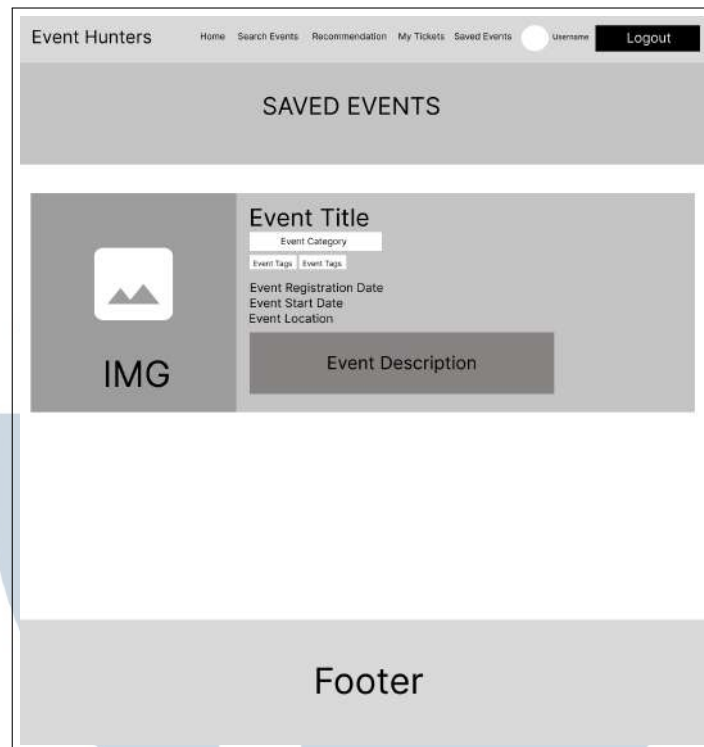 Event Hunters Home Search Events Recommendation My Tickets Saved Events Username Logout
SAVED EVENTS
IMG
Event Title
Event Category
Event Tags Event Tags
Event Registration Date
Event Start Date
Event Location
Event Description
Footer